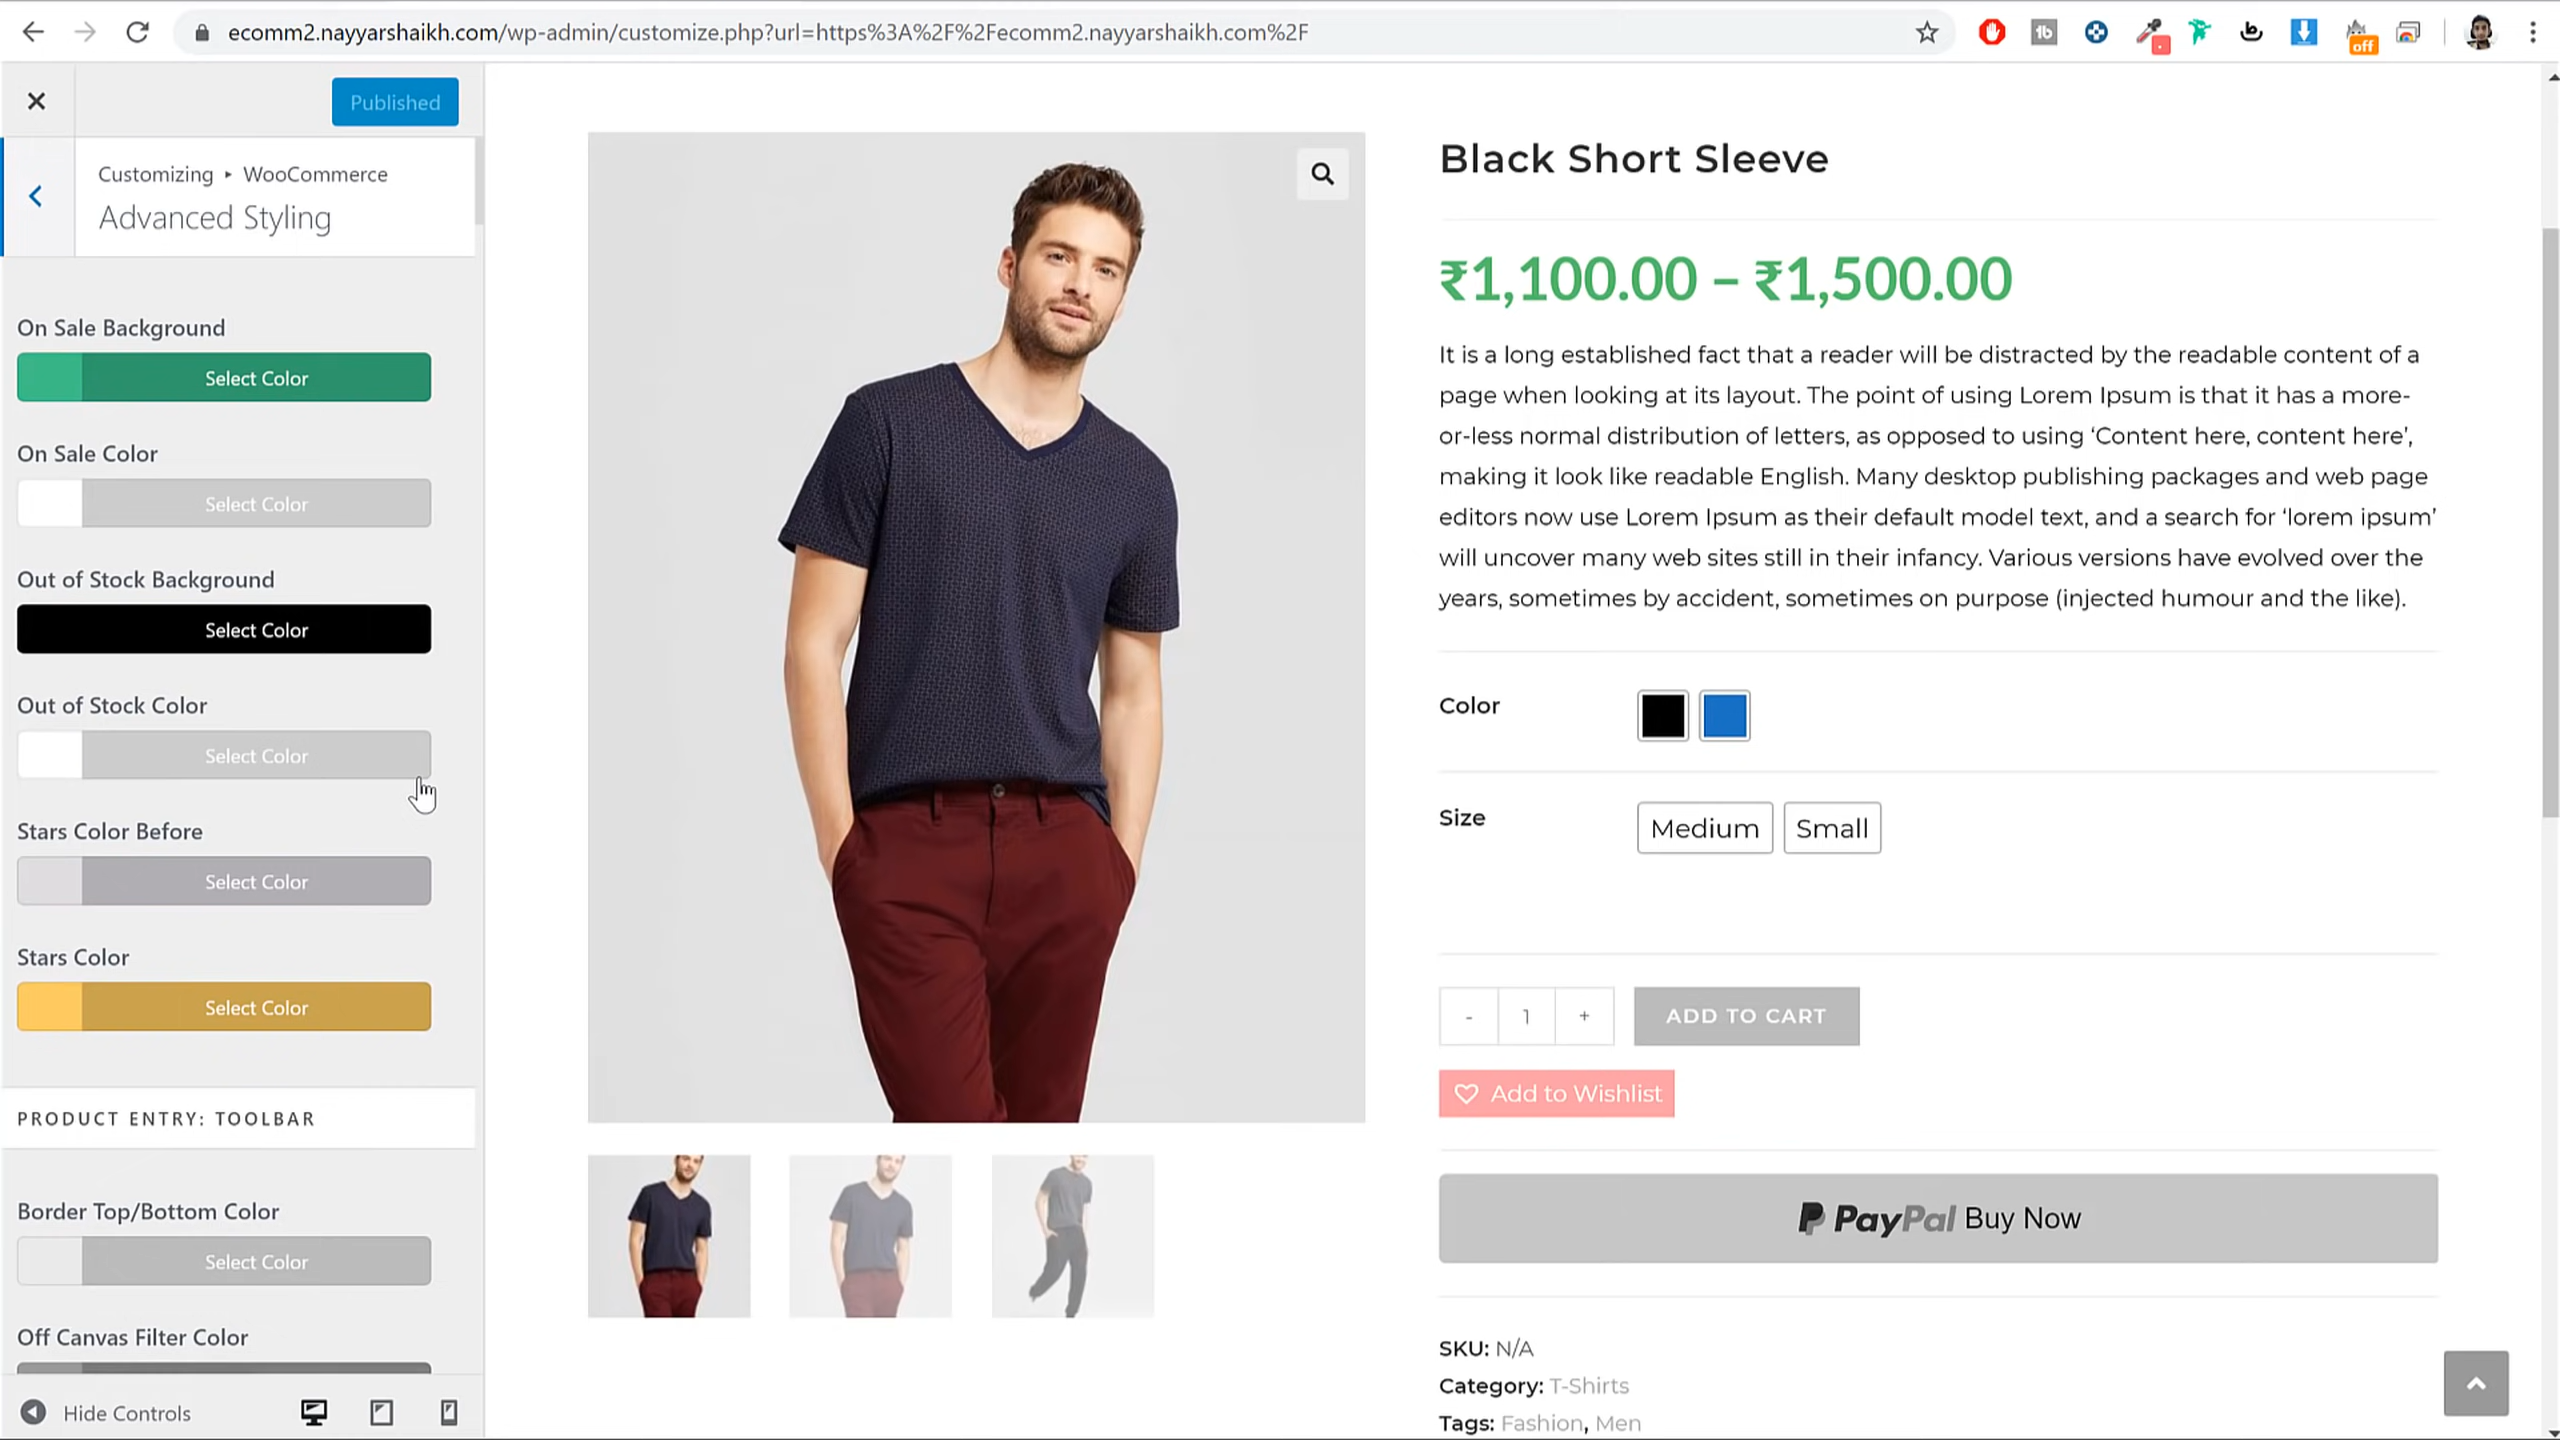 ecomm2.nayyarshaikh.com/wp-admin/customize.php?url=https%3A%2F%2Fecomm2.nayyarshaikh.com%2F
off
Published
Customizing ▸ WooCommerce
Advanced Styling
On Sale Background
Select Color
On Sale Color
Select Color
Out of Stock Background
Select Color
Out of Stock Color
Select Color
Stars Color Before
Select Color
Stars Color
Select Color
PRODUCT ENTRY: TOOLBAR
Border Top/Bottom Color
Select Color
Off Canvas Filter Color
Hide Controls
Black Short Sleeve
₹1,100.00 – ₹1,500.00
It is a long established fact that a reader will be distracted by the readable content of a
page when looking at its layout. The point of using Lorem Ipsum is that it has a more-
or-less normal distribution of letters, as opposed to using ‘Content here, content here’,
making it look like readable English. Many desktop publishing packages and web page
editors now use Lorem Ipsum as their default model text, and a search for ‘lorem ipsum’
will uncover many web sites still in their infancy. Various versions have evolved over the
years, sometimes by accident, sometimes on purpose (injected humour and the like).
Color
Size
Medium
Small
- 1 +
ADD TO CART
Add to Wishlist
PayPal Buy Now
SKU: N/A
Category: T-Shirts
Tags: Fashion, Men